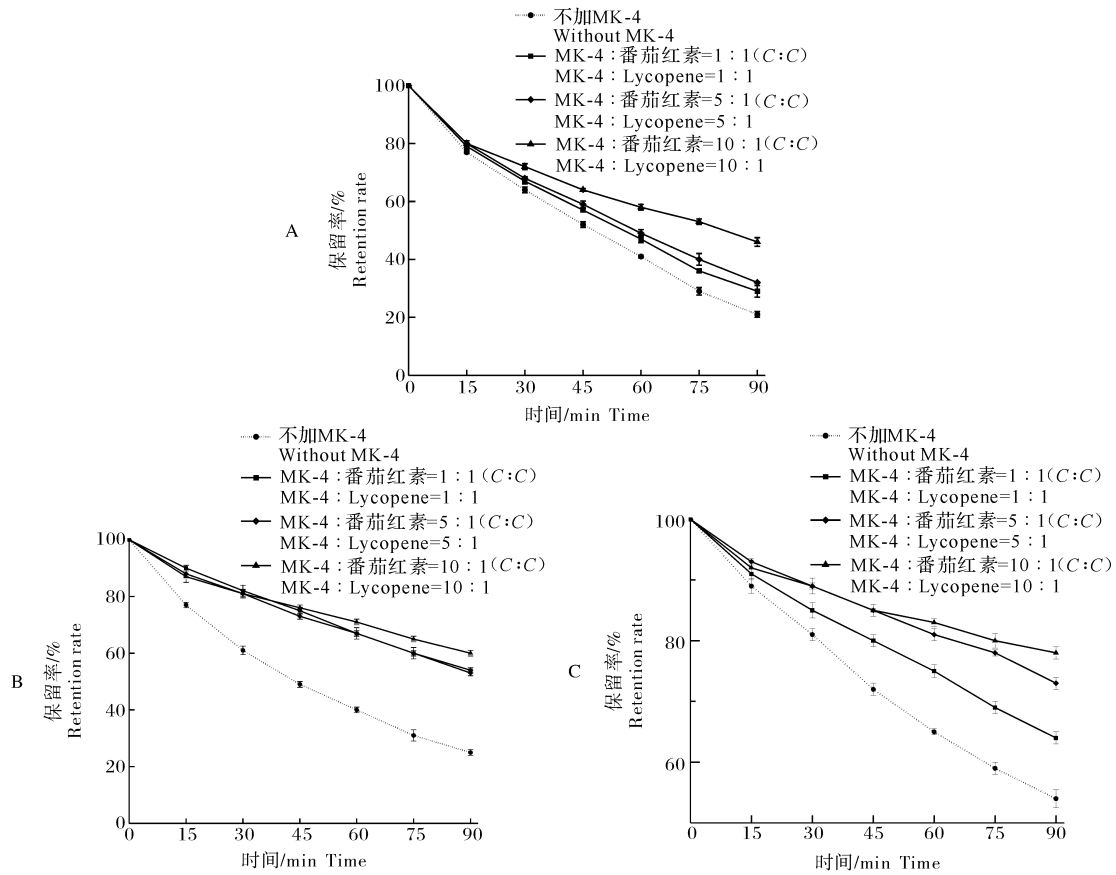 不加MK-4
Without MK-4
MK-4∶番茄红素=1∶1(C∶C)
MK-4∶Lycopene=1∶1
MK-4∶番茄红素=5∶1(C∶C)
MK-4∶Lycopene=5∶1
MK-4∶番茄红素=10∶1(C∶C)
MK-4∶Lycopene=10∶1
100
80
60
40
20
0
保留率/%
Retention rate
A
0 15 30 45 60 75 90
时间/min Time
不加MK-4
Without MK-4
MK-4∶番茄红素=1∶1(C∶C)
MK-4∶Lycopene=1∶1
MK-4∶番茄红素=5∶1(C∶C)
MK-4∶Lycopene=5∶1
MK-4∶番茄红素=10∶1(C∶C)
MK-4∶Lycopene=10∶1
100
80
60
40
20
0
保留率/%
Retention rate
B
0 15 30 45 60 75 90
时间/min Time
不加MK-4
Without MK-4
MK-4∶番茄红素=1∶1(C∶C)
MK-4∶Lycopene=1∶1
MK-4∶番茄红素=5∶1(C∶C)
MK-4∶Lycopene=5∶1
MK-4∶番茄红素=10∶1(C∶C)
MK-4∶Lycopene=10∶1
100
80
60
保留率/%
Retention rate
C
0 15 30 45 60 75 90
时间/min Time